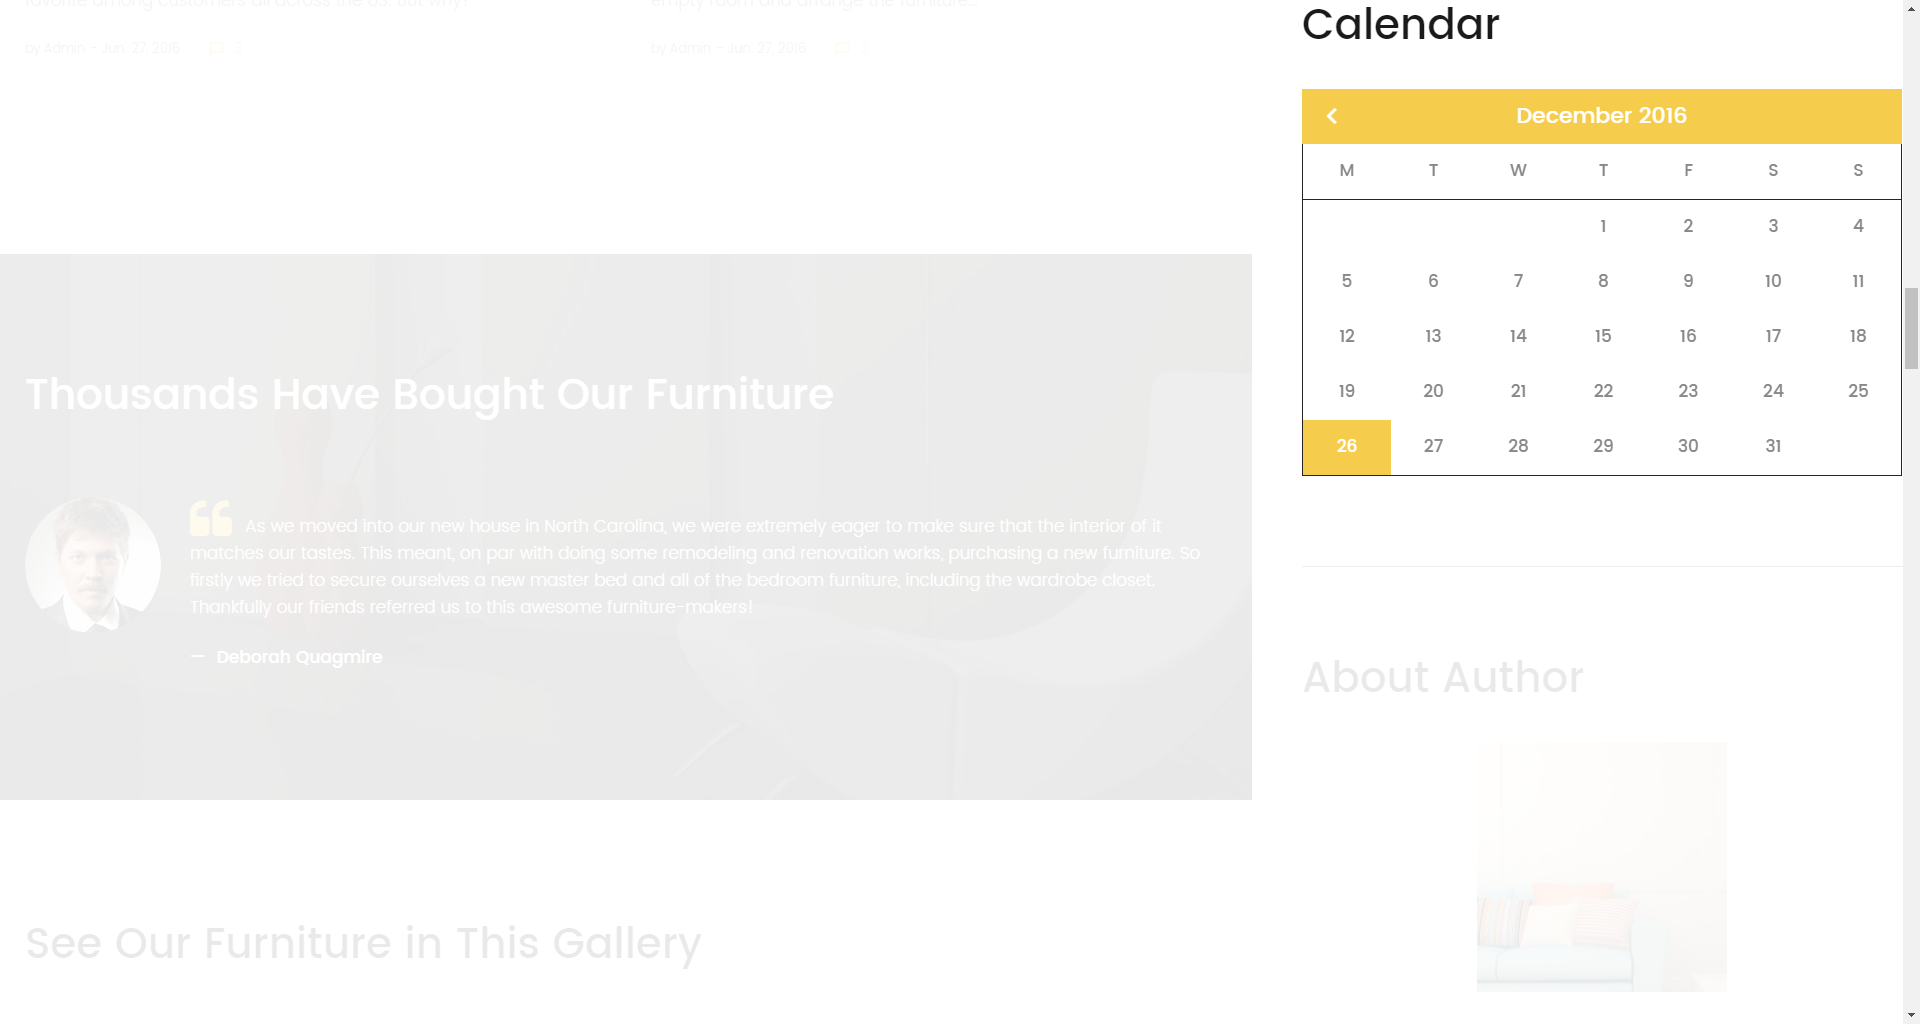 favorite among customers all across the US. But why?
by Admin - Jun. 27, 2016 3
empty room and arrange the furniture...
by Admin - Jun. 27, 2016 3
Thousands Have Bought Our Furniture
As we moved into our new house in North Carolina, we were extremely eager to make sure that the interior of it
matches our tastes. This meant, on par with doing some remodeling and renovation works, purchasing a new furniture. So
firstly we tried to secure ourselves a new master bed and all of the bedroom furniture, including the wardrobe closet.
Thankfully our friends referred us to this awesome furniture-makers!
— Deborah Quagmire
See Our Furniture in This Gallery
Calendar
December 2016
M T W T F S S
1 2 3 4
5 6 7 8 9 10 11
12 13 14 15 16 17 18
19 20 21 22 23 24 25
26 27 28 29 30 31
About Author